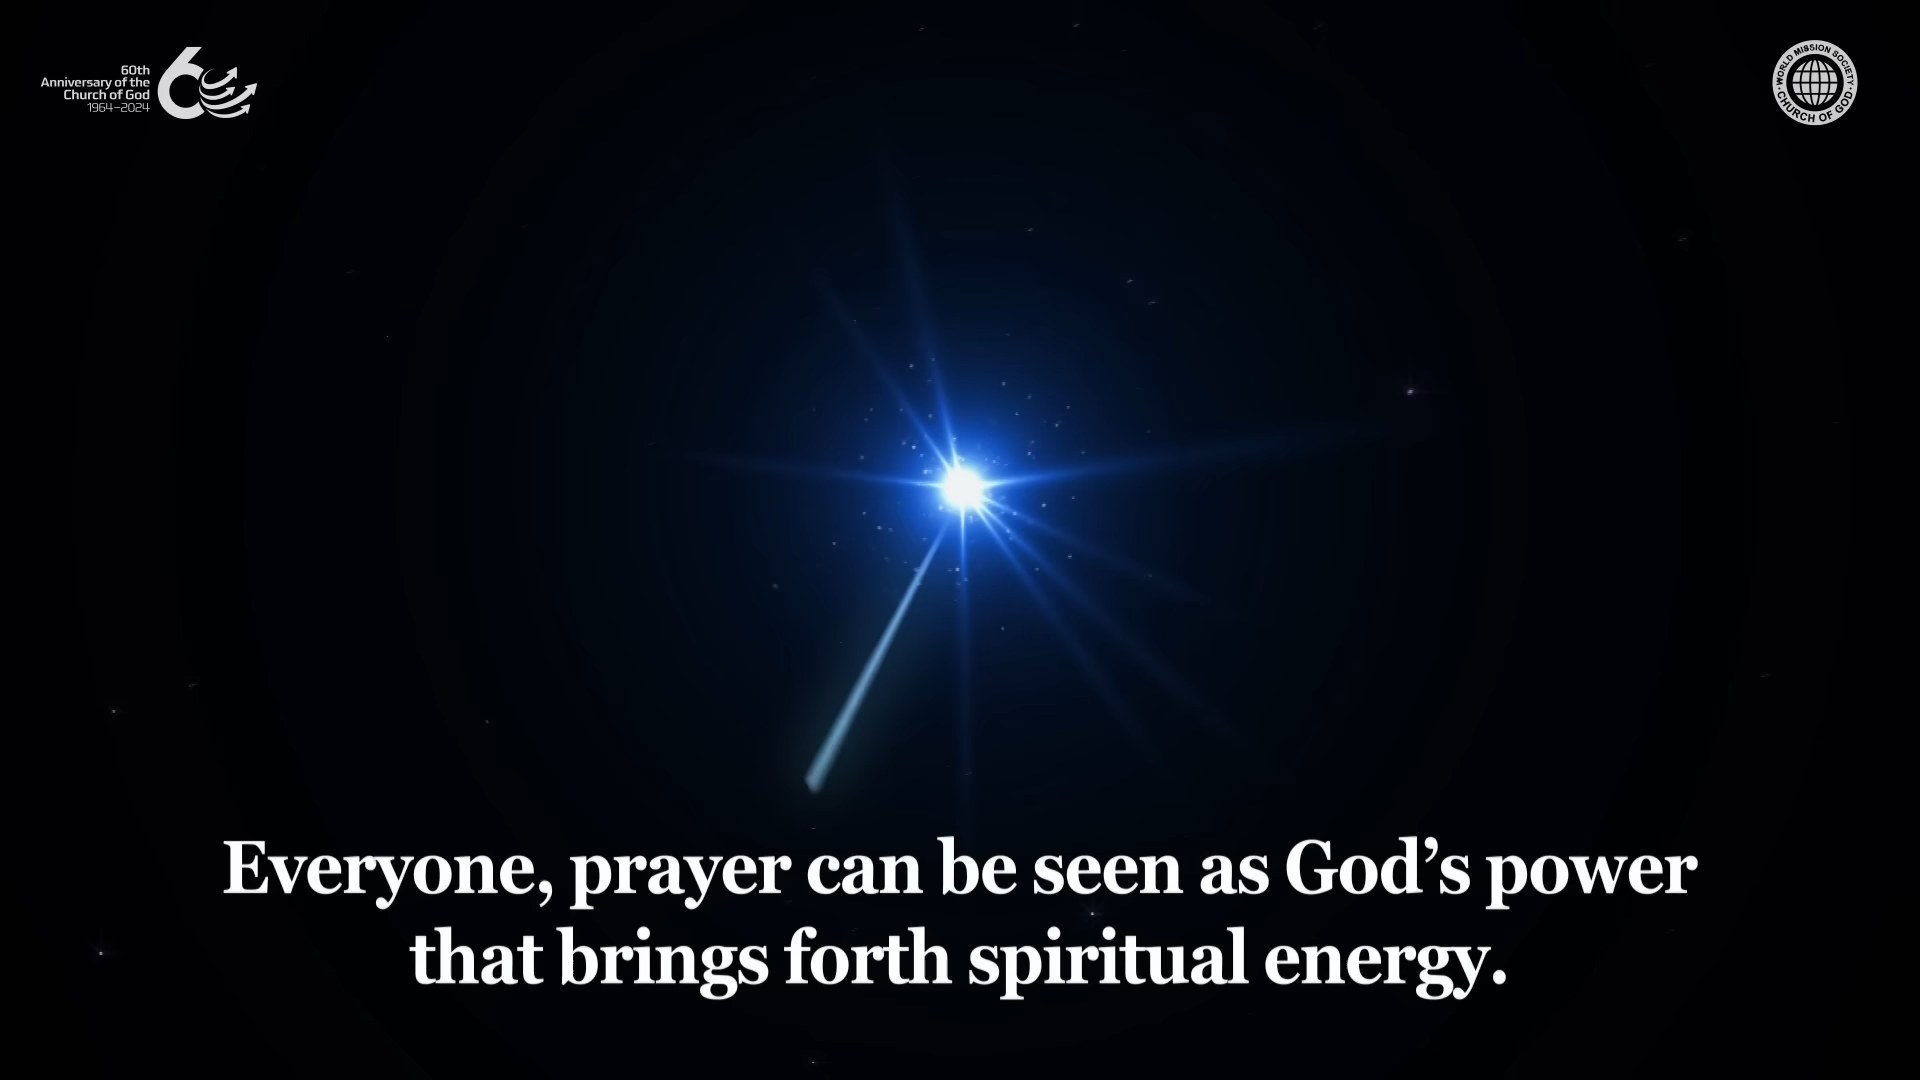 60th
Anniversary of the
Church of God
1964–2024
60
WORLD MISSION SOCIETY
CHURCH OF GOD
Everyone, prayer can be seen as God’s power
that brings forth spiritual energy.